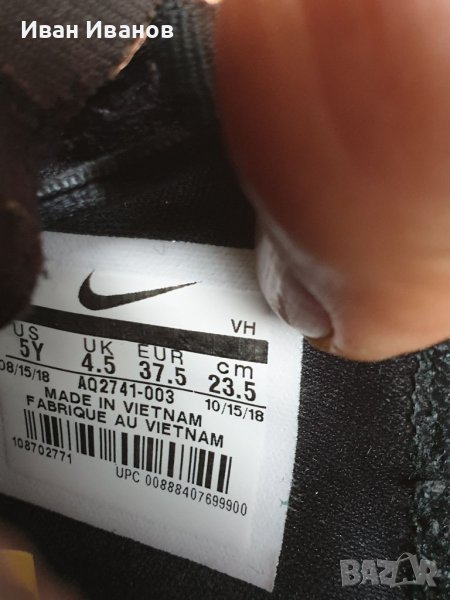 Иван Иванов
VH
US UK EUR cm
5Y 4.5 37.5 23.5
08/15/18 AQ2741-003 10/15/18
MADE IN VIETNAM
FABRIQUE AU VIETNAM
108702771
UPC 00888407699900
BAZAR